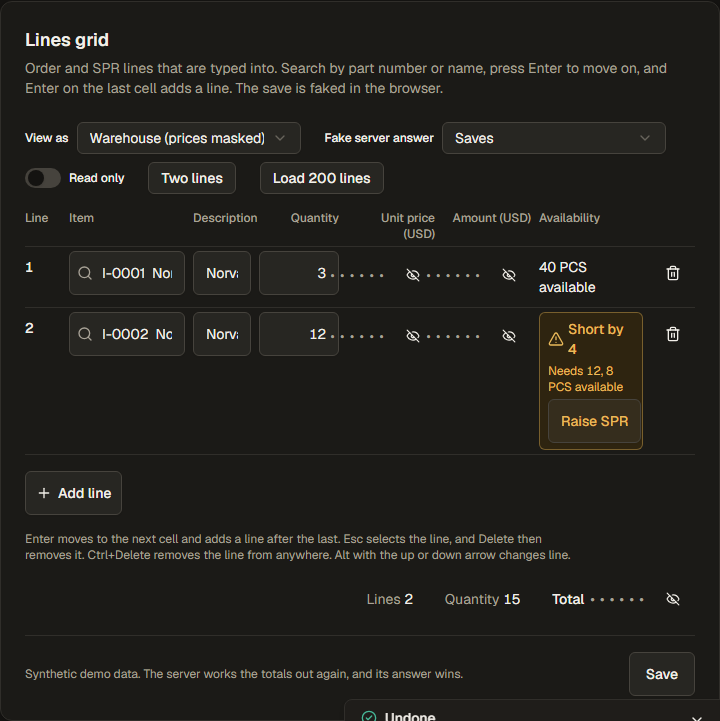 Lines grid
Order and SPR lines that are typed into. Search by part number or name, press Enter to move on, and
Enter on the last cell adds a line. The save is faked in the browser.
View as
Warehouse (prices masked)
Fake server answer
Saves
Read only
Two lines
Load 200 lines
Line
Item
Description
Quantity
Unit price
(USD)
Amount (USD)
Availability
1
I-0001
3
40 PCS
available
2
I-0002
12
Short by
4
Needs 12, 8
PCS available
Raise SPR
Add line
Enter moves to the next cell and adds a line after the last. Esc selects the line, and Delete then
removes it. Ctrl+Delete removes the line from anywhere. Alt with the up or down arrow changes line.
Lines 2
Quantity 15
Total
Synthetic demo data. The server works the totals out again, and its answer wins.
Save
Undone